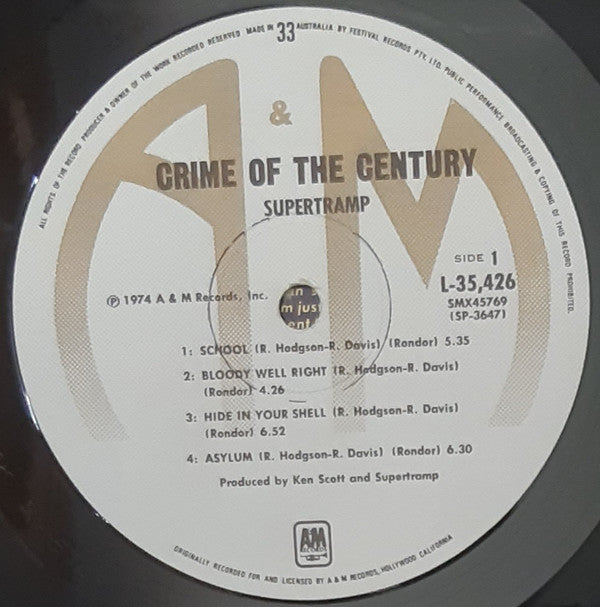 ALL RIGHTS OF THE RECORD PRODUCER & OWNER OF THE WORK RECORDED RESERVED MADE IN AUSTRALIA BY FESTIVAL RECORDS PTY. LTD. PUBLIC PERFORMANCE BROADCASTING & COPYING OF THIS RECORD PROHIBITED.
33
A & M
CRIME OF THE CENTURY
SUPERTRAMP
SIDE 1
L-35,426
SMX45769
(SP-3647)
℗ 1974 A & M Records, Inc.
an
m just
ent
1: SCHOOL (R. Hodgson-R. Davis) (Rondor) 5.35
2: BLOODY WELL RIGHT (R. Hodgson-R. Davis)
(Rondor) 4.26
3: HIDE IN YOUR SHELL (R. Hodgson-R. Davis)
(Rondor) 6.52
4: ASYLUM (R. Hodgson-R. Davis) (Rondor) 6.30
Produced by Ken Scott and Supertramp
A&M
RECORDS
ORIGINALLY RECORDED FOR AND LICENSED BY A & M RECORDS, HOLLYWOOD CALIFORNIA